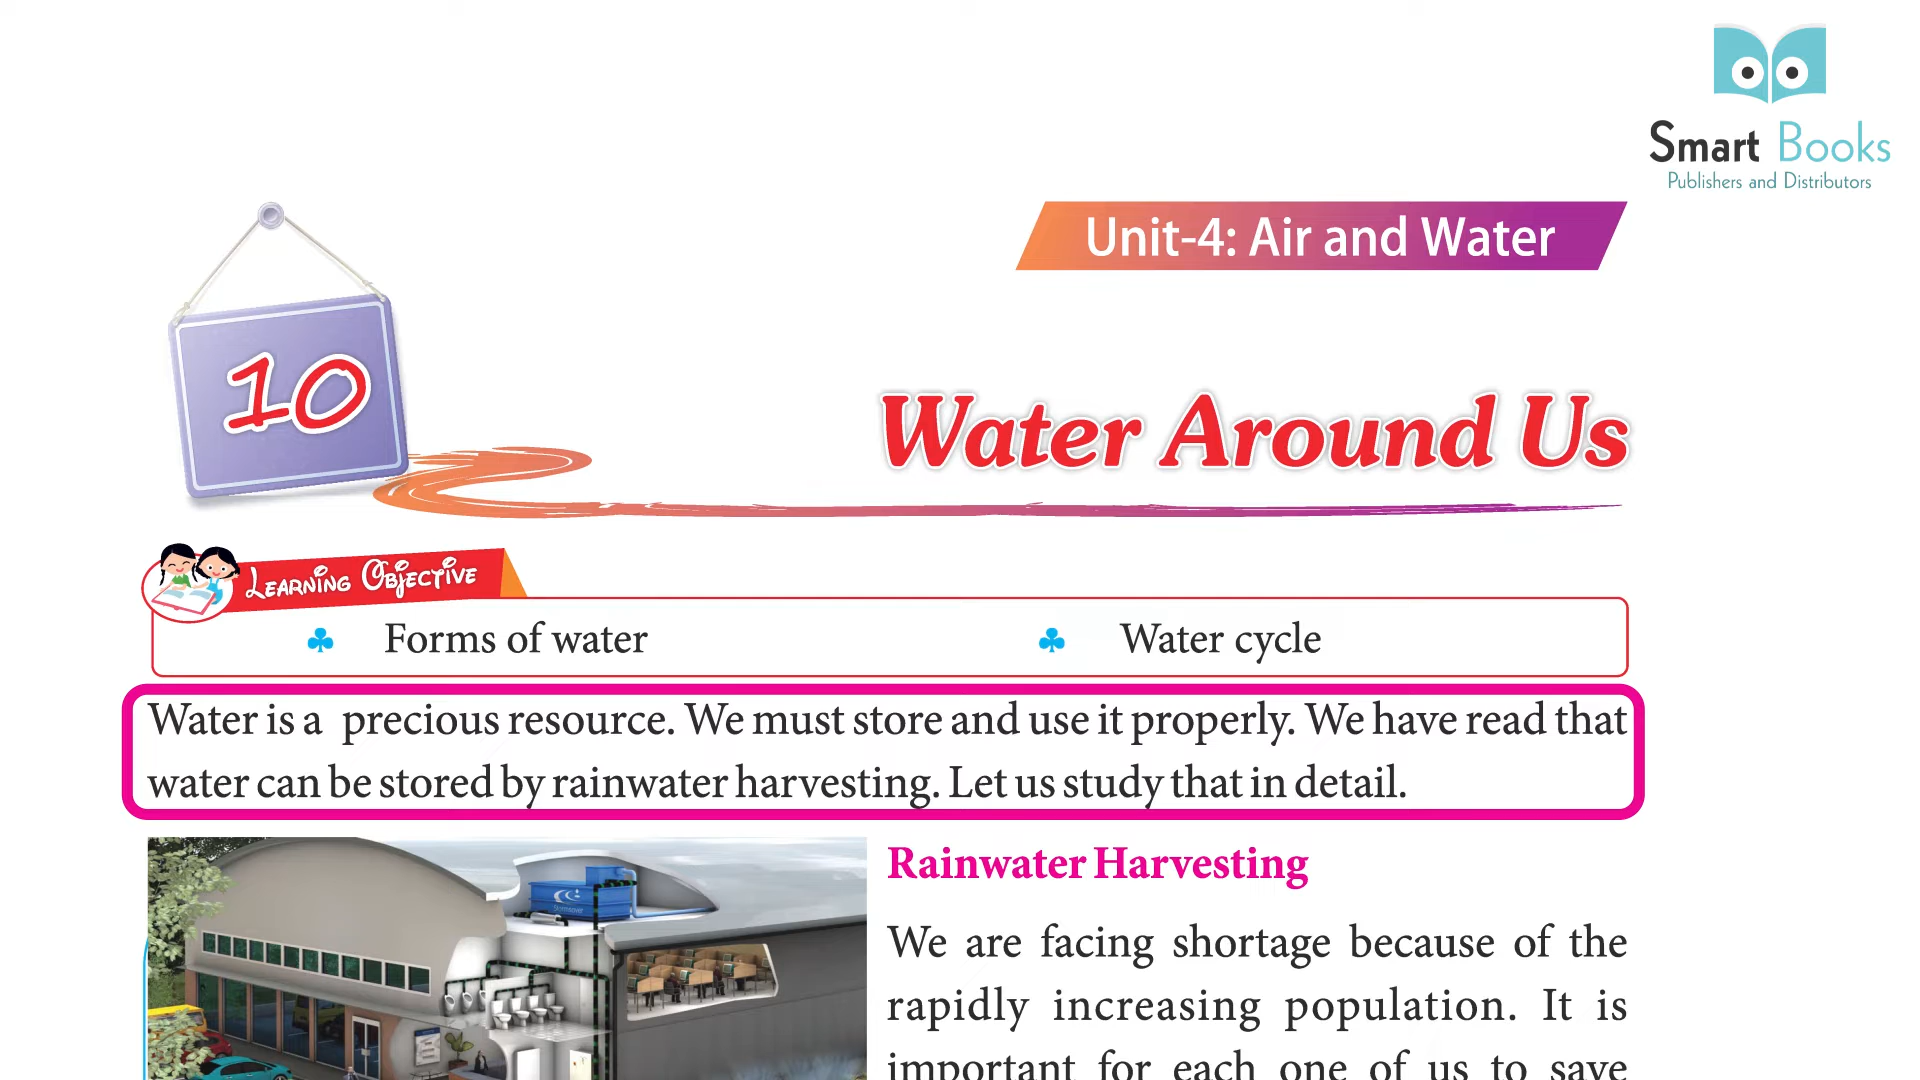 Smart Books
Publishers and Distributors
Unit-4: Air and Water
10
Water Around Us
Learning Objective
♣ Forms of water ♣ Water cycle
Water is a precious resource. We must store and use it properly. We have read that
water can be stored by rainwater harvesting. Let us study that in detail.
Rainwater Harvesting
We are facing shortage because of the
rapidly increasing population. It is
important for each one of us to save